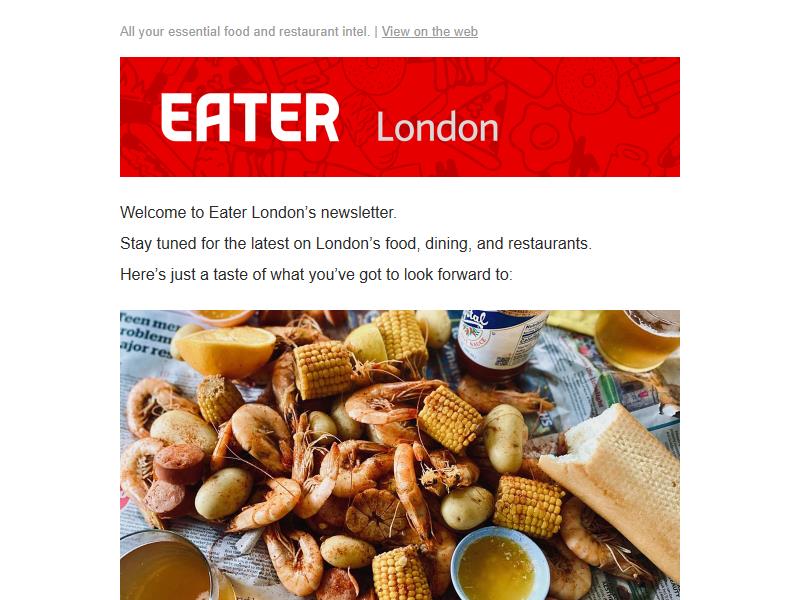 All your essential food and restaurant intel. | View on the web
EATER London
Welcome to Eater London’s newsletter.
Stay tuned for the latest on London’s food, dining, and restaurants.
Here’s just a taste of what you’ve got to look forward to: